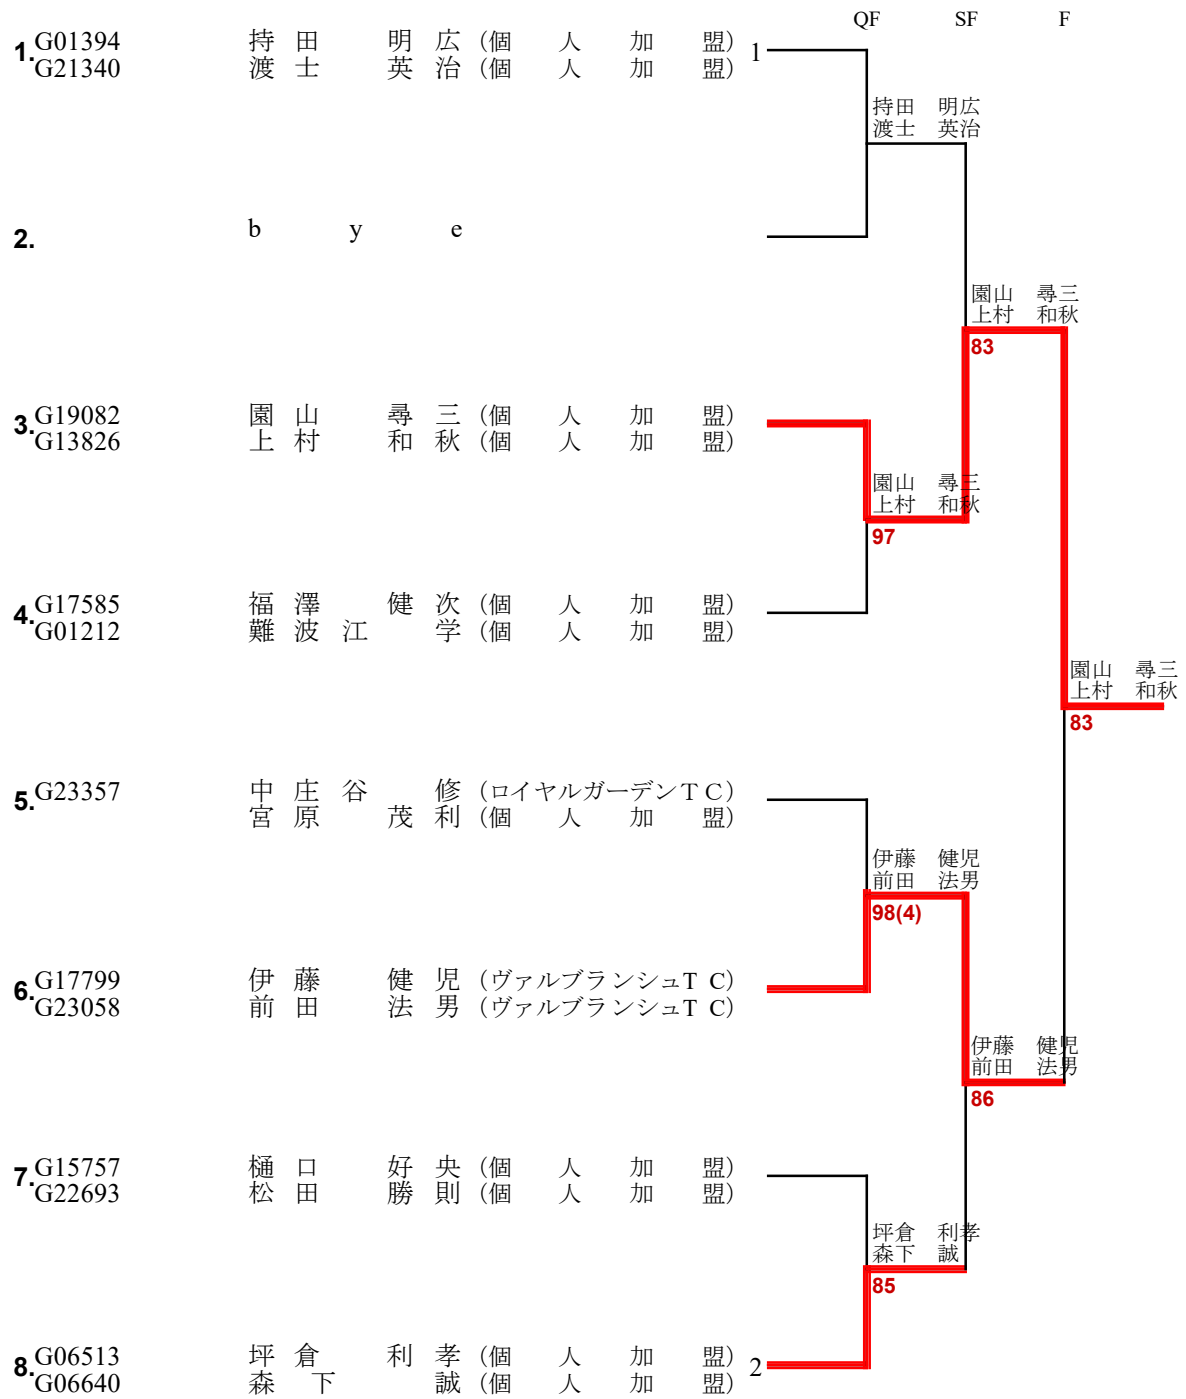 QF SF F
1. G01394 持田 明広 (個人加盟) 1
G21340 渡士 英治 (個人加盟)
持田 明広
渡士 英治
2. bye
園山 尋三
上村 和秋
83
3. G19082 園山 尋三 (個人加盟)
G13826 上村 和秋 (個人加盟)
園山 尋三
上村 和秋
97
4. G17585 福澤 健次 (個人加盟)
G01212 難波江 学 (個人加盟)
園山 尋三
上村 和秋
83
5. G23357 中庄谷 修 (ロイヤルガーデンTC)
宮原 茂利 (個人加盟)
伊藤 健児
前田 法男
98(4)
6. G17799 伊藤 健児 (ヴァルブランシュTC)
G23058 前田 法男 (ヴァルブランシュTC)
伊藤 健児
前田 法男
86
7. G15757 樋口 好央 (個人加盟)
G22693 松田 勝則 (個人加盟)
坪倉 利孝
森下 誠
85
8. G06513 坪倉 利孝 (個人加盟) 2
G06640 森下 誠 (個人加盟)